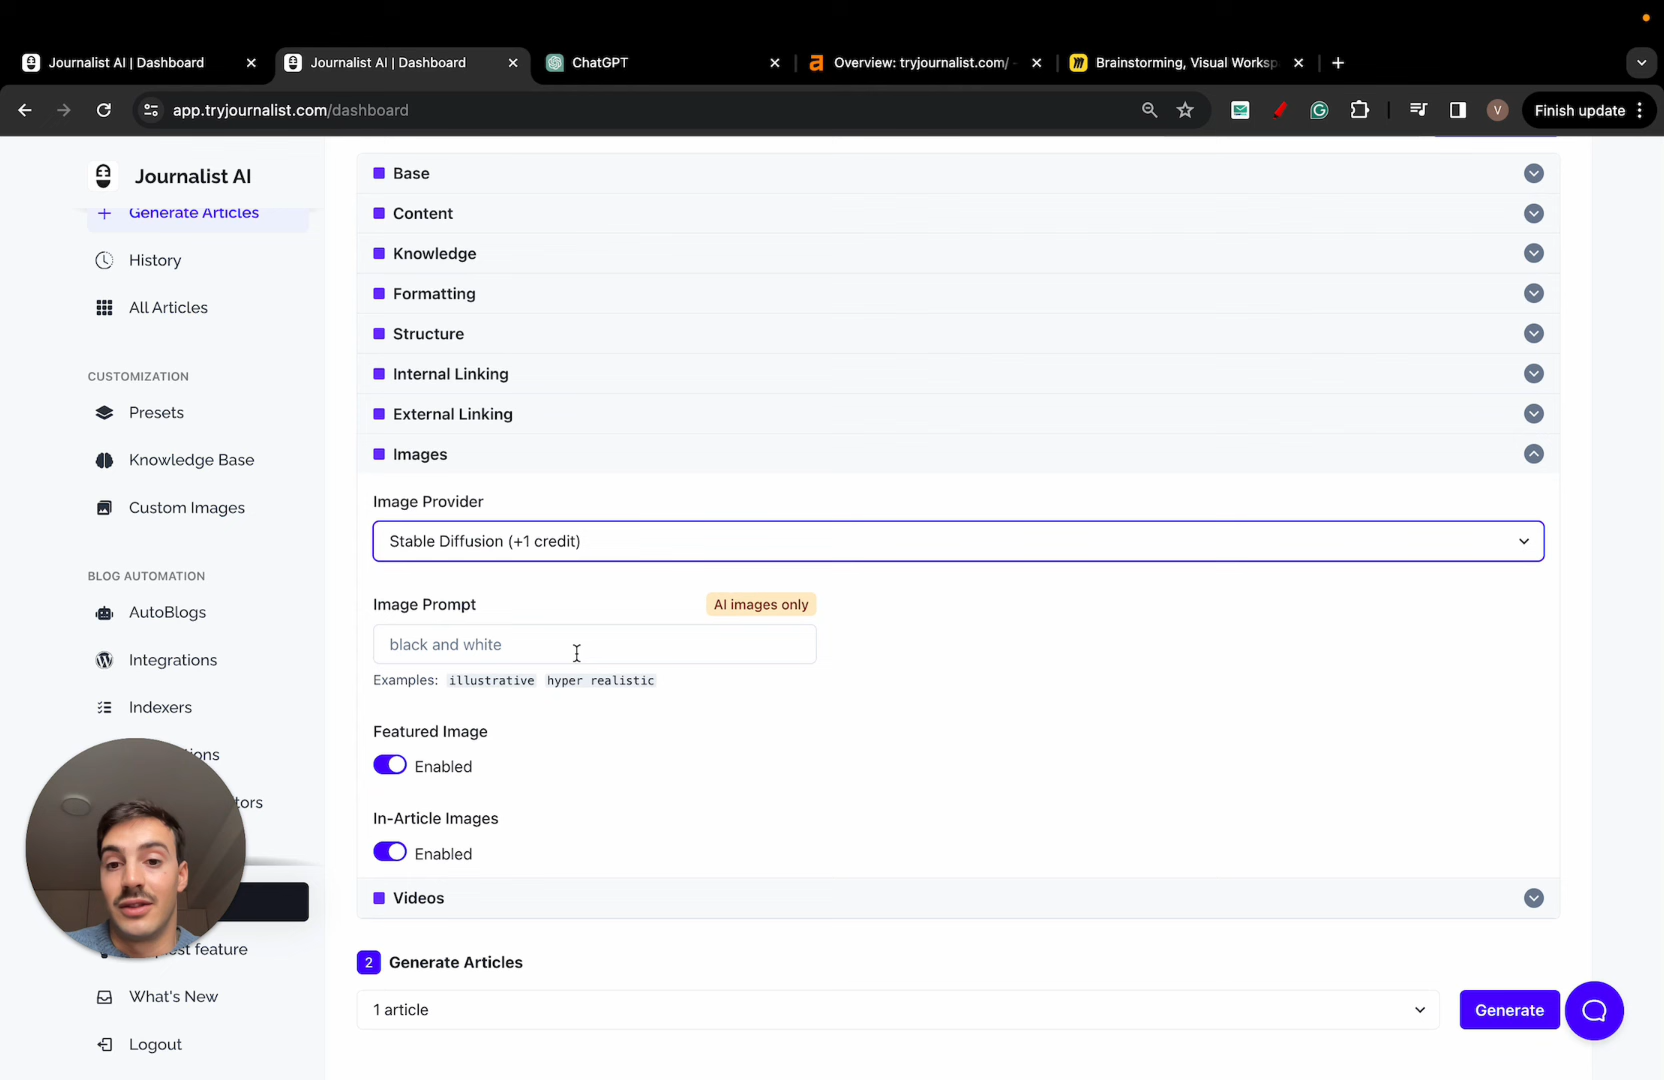 Journalist AI | Dashboard
Journalist AI | Dashboard
ChatGPT
Overview: tryjournalist.com/
Brainstorming, Visual Worksp
app.tryjournalist.com/dashboard
V
Finish update
Journalist AI
Generate Articles
History
All Articles
CUSTOMIZATION
Presets
Knowledge Base
Custom Images
BLOG AUTOMATION
AutoBlogs
Integrations
Indexers
What's New
Logout
Base
Content
Knowledge
Formatting
Structure
Internal Linking
External Linking
Images
Image Provider
Stable Diffusion (+1 credit)
Image Prompt
AI images only
black and white
Examples: illustrative hyper realistic
Featured Image
Enabled
In-Article Images
Enabled
Videos
2 Generate Articles
1 article
Generate
feature